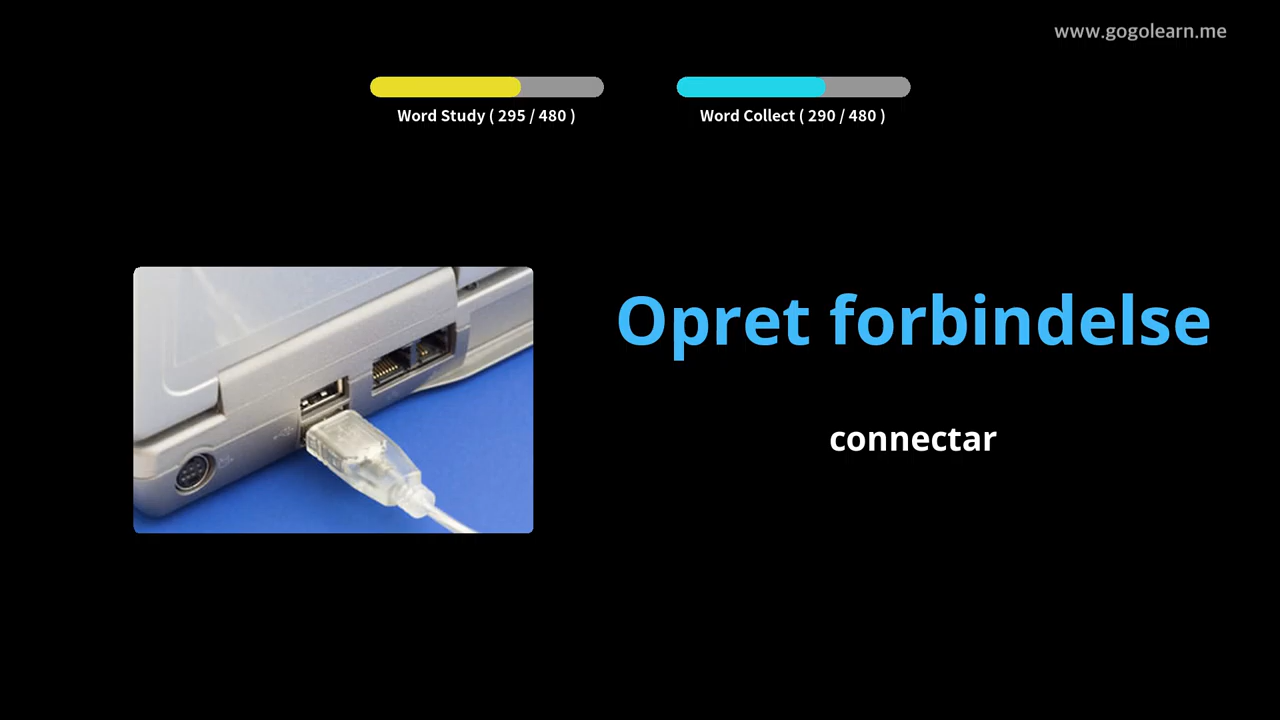 www.gogolearn.me
Word Study ( 295 / 480 )
Word Collect ( 290 / 480 )
Opret forbindelse
connectar